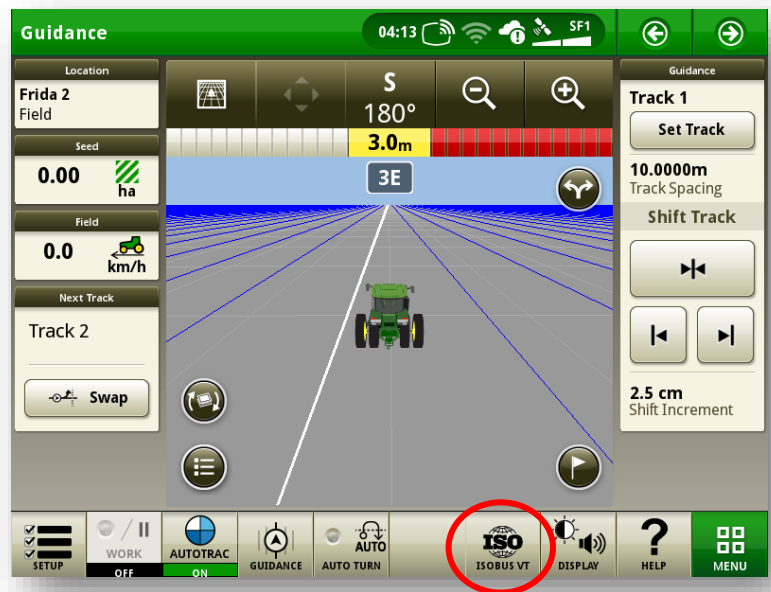 Guidance
04:13
SF1
Location
Frida 2
Field
Seed
0.00
ha
Field
0.0
km/h
Next Track
Track 2
Swap
S
180°
3.0m
3E
Guidance
Track 1
Set Track
10.0000m
Track Spacing
Shift Track
2.5 cm
Shift Increment
SETUP
WORK
OFF
AUTOTRAC
ON
GUIDANCE
AUTO
AUTO TURN
ISO
ISOBUS VT
DISPLAY
?
HELP
MENU